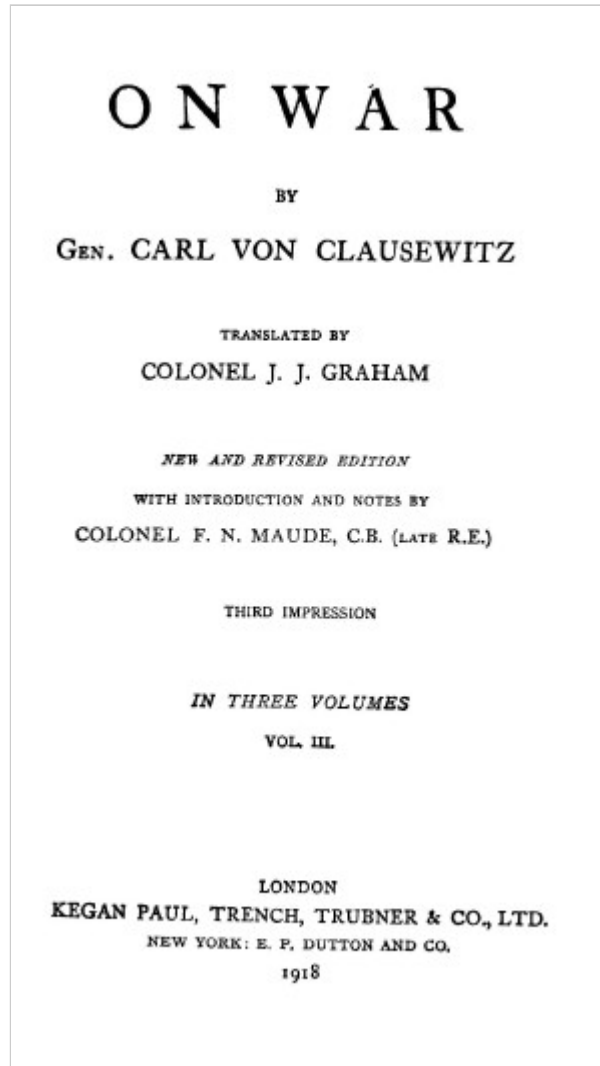 ON WAR
BY
GEN. CARL VON CLAUSEWITZ
TRANSLATED BY
COLONEL J. J. GRAHAM
NEW AND REVISED EDITION
WITH INTRODUCTION AND NOTES BY
COLONEL F. N. MAUDE, C.B. (LATE R.E.)
THIRD IMPRESSION
IN THREE VOLUMES
VOL. III.
LONDON
KEGAN PAUL, TRENCH, TRUBNER & CO., LTD.
NEW YORK: E. P. DUTTON AND CO.
1918